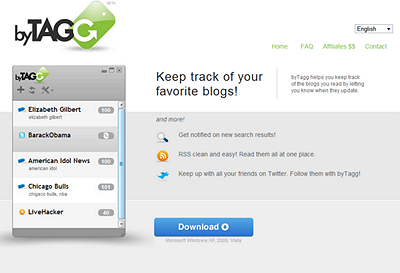 beta
byTAGG
English
Home FAQ Affiliates $$ Contact
byTAGG
Elizabeth Gilbert 100
elizabeth gilbert
BarackObama
American Idol News 100
american idol
Chicago Bulls 101
chicago bulls, nba
LiveHacker 40
Keep track of your
favorite blogs!
byTagg helps you keep track
of the blogs you read by letting
you know when they update.
and more!
Get notified on new search results!
RSS clean and easy! Read them all at one place.
Keep up with all your friends on Twitter. Follow them with byTagg!
Download
Microsoft Windows XP, 2000, Vista